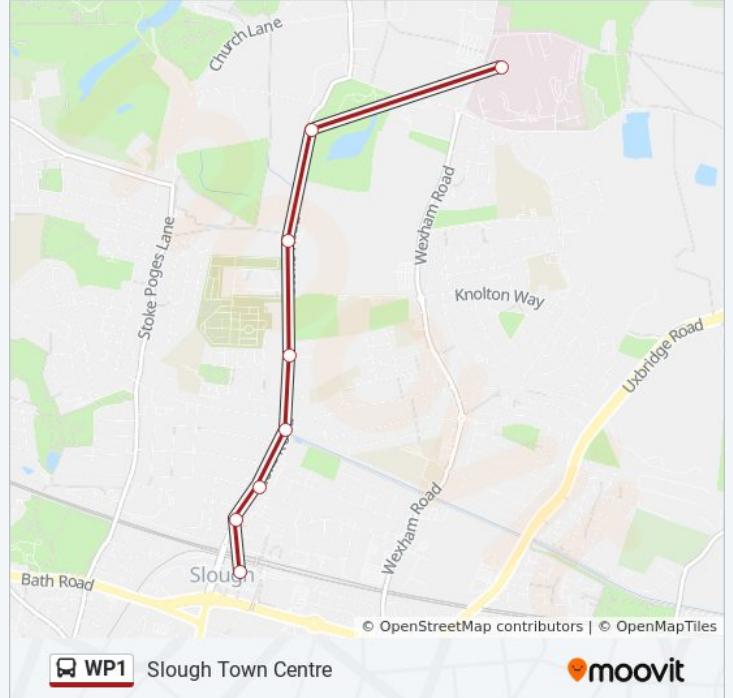 Church Lane
Wexham Road
Stoke Poges Lane
Knolton Way
Uxbridge Road
Wexham Road
Slough
Bath Road
© OpenStreetMap contributors | © OpenMapTiles
WP1 Slough Town Centre
moovit